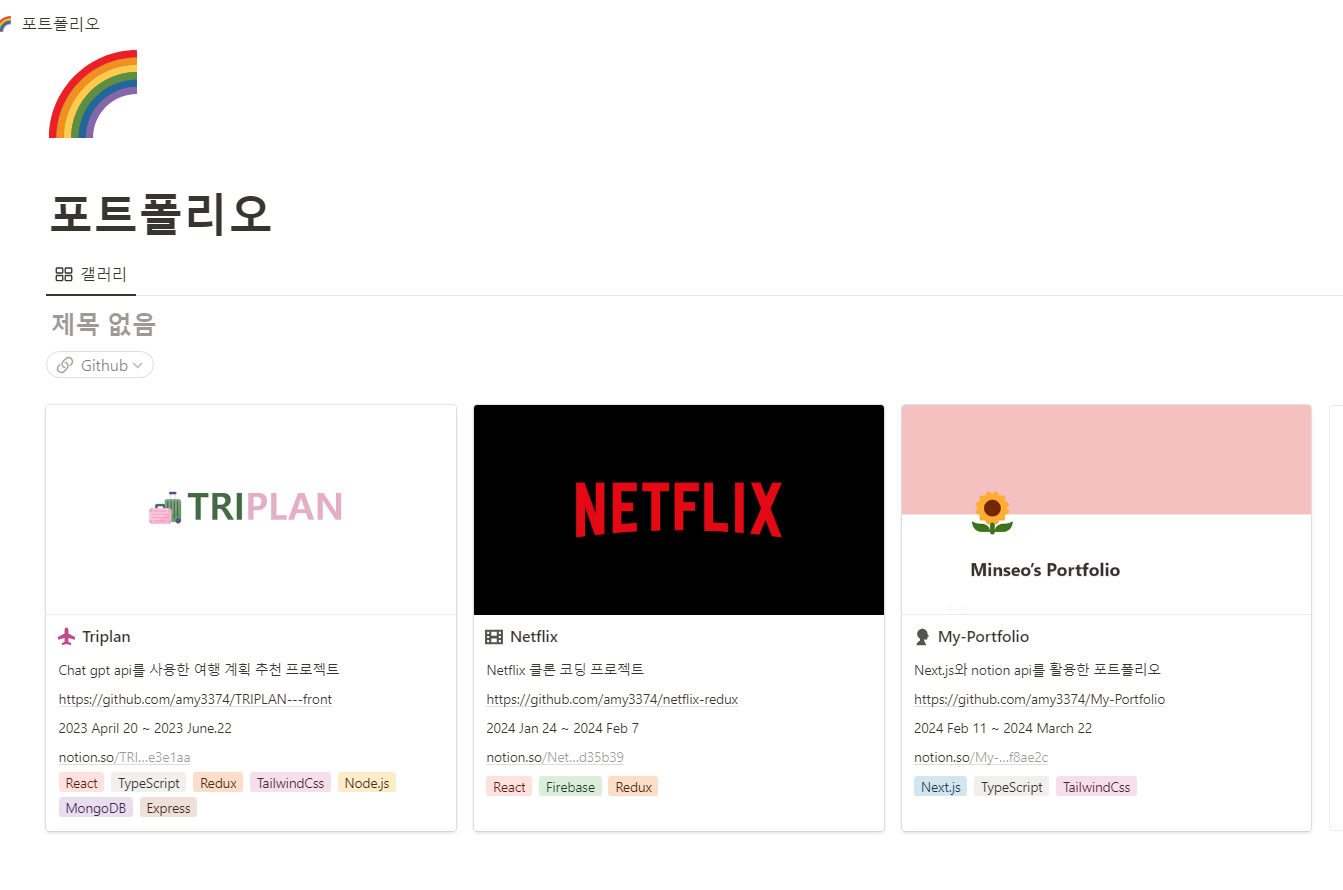 포트폴리오
포트폴리오
갤러리
제목 없음
Github
TRIPLAN
Triplan
Chat gpt api를 사용한 여행 계획 추천 프로젝트
https://github.com/amy3374/TRIPLAN---front
2023 April 20 ~ 2023 June.22
notion.so/TRI...e3e1aa
React TypeScript Redux TailwindCss Node.js
MongoDB Express
NETFLIX
Netflix
Netflix 클론 코딩 프로젝트
https://github.com/amy3374/netflix-redux
2024 Jan 24 ~ 2024 Feb 7
notion.so/Net...d35b39
React Firebase Redux
Minseo's Portfolio
My-Portfolio
Next.js와 notion api를 활용한 포트폴리오
https://github.com/amy3374/My-Portfolio
2024 Feb 11 ~ 2024 March 22
notion.so/My-...f8ae2c
Next.js TypeScript TailwindCss